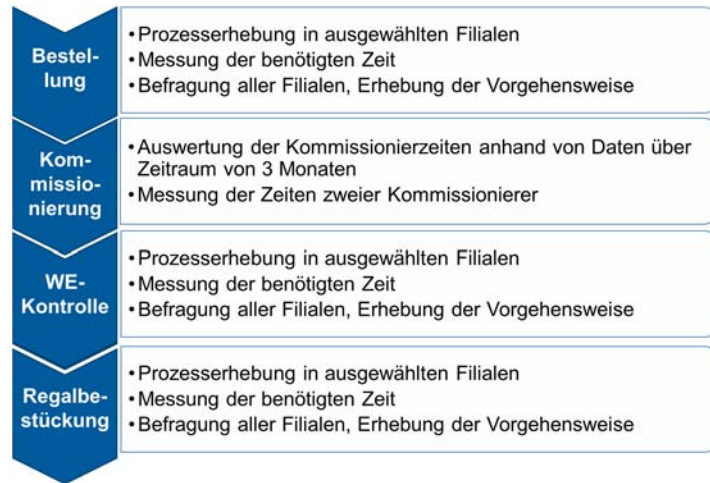 Bestel-
lung
• Prozesserhebung in ausgewählten Filialen
• Messung der benötigten Zeit
• Befragung aller Filialen, Erhebung der Vorgehensweise
Kom-
missio-
nierung
• Auswertung der Kommissionierzeiten anhand von Daten über
Zeitraum von 3 Monaten
• Messung der Zeiten zweier Kommissionierer
WE-
Kontrolle
• Prozesserhebung in ausgewählten Filialen
• Messung der benötigten Zeit
• Befragung aller Filialen, Erhebung der Vorgehensweise
Regalbe-
stückung
• Prozesserhebung in ausgewählten Filialen
• Messung der benötigten Zeit
• Befragung aller Filialen, Erhebung der Vorgehensweise